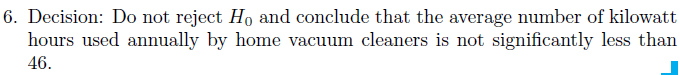 6. Decision: Do not reject H₀ and conclude that the average number of kilowatt
hours used annually by home vacuum cleaners is not significantly less than
46.